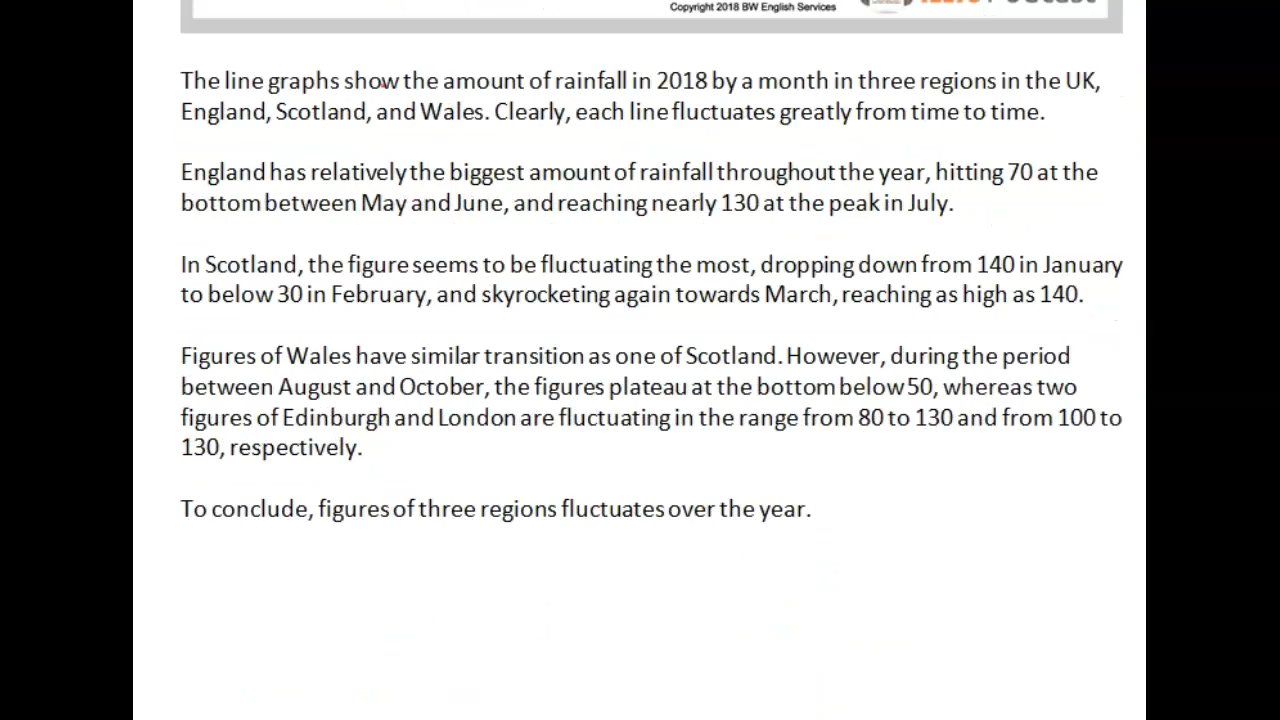 Copyright 2018 BW English Services
The line graphs show the amount of rainfall in 2018 by a month in three regions in the UK,
England, Scotland, and Wales. Clearly, each line fluctuates greatly from time to time.
England has relatively the biggest amount of rainfall throughout the year, hitting 70 at the
bottom between May and June, and reaching nearly 130 at the peak in July.
In Scotland, the figure seems to be fluctuating the most, dropping down from 140 in January
to below 30 in February, and skyrocketing again towards March, reaching as high as 140.
Figures of Wales have similar transition as one of Scotland. However, during the period
between August and October, the figures plateau at the bottom below 50, whereas two
figures of Edinburgh and London are fluctuating in the range from 80 to 130 and from 100 to
130, respectively.
To conclude, figures of three regions fluctuates over the year.